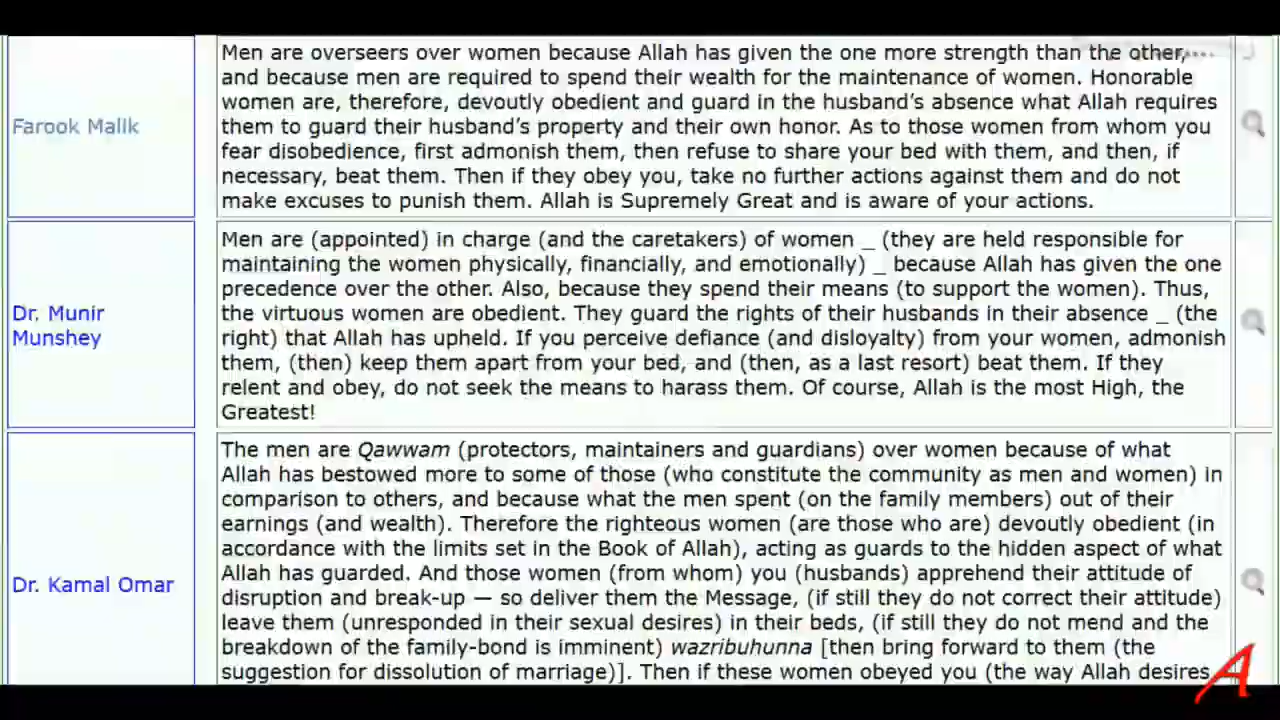 Men are overseers over women because Allah has given the one more strength than the other,
and because men are required to spend their wealth for the maintenance of women. Honorable
women are, therefore, devoutly obedient and guard in the husband's absence what Allah requires
Farook Malik
them to guard their husband's property and their own honor. As to those women from whom you
fear disobedience, first admonish them, then refuse to share your bed with them, and then, if
necessary, beat them. Then if they obey you, take no further actions against them and do not
make excuses to punish them. Allah is Supremely Great and is aware of your actions.
Men are (appointed) in charge (and the caretakers) of women _ (they are held responsible for
maintaining the women physically, financially, and emotionally) _ because Allah has given the one
precedence over the other. Also, because they spend their means (to support the women). Thus,
Dr. Munir
Munshey
the virtuous women are obedient. They guard the rights of their husbands in their absence _ (the
right) that Allah has upheld. If you perceive defiance (and disloyalty) from your women, admonish
them, (then) keep them apart from your bed, and (then, as a last resort) beat them. If they
relent and obey, do not seek the means to harass them. Of course, Allah is the most High, the
Greatest!
The men are Qawwam (protectors, maintainers and guardians) over women because of what
Allah has bestowed more to some of those (who constitute the community as men and women) in
comparison to others, and because what the men spent (on the family members) out of their
earnings (and wealth). Therefore the righteous women (are those who are) devoutly obedient (in
accordance with the limits set in the Book of Allah), acting as guards to the hidden aspect of what
Dr. Kamal Omar
Allah has guarded. And those women (from whom) you (husbands) apprehend their attitude of
disruption and break-up — so deliver them the Message, (if still they do not correct their attitude)
leave them (unresponded in their sexual desires) in their beds, (if still they do not mend and the
breakdown of the family-bond is imminent) wazribuhunna [then bring forward to them (the
suggestion for dissolution of marriage)]. Then if these women obeyed you (the way Allah desires
A